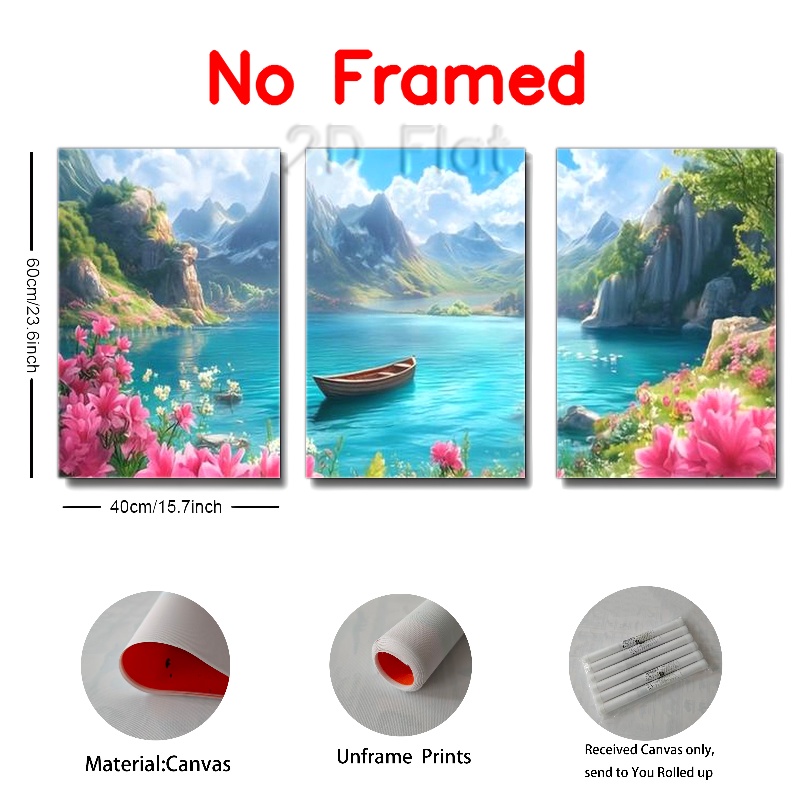 No Framed
2D Flat
60cm/23.6inch
40cm/15.7inch
Material:Canvas
Unframe Prints
Received Canvas only,
send to You Rolled up